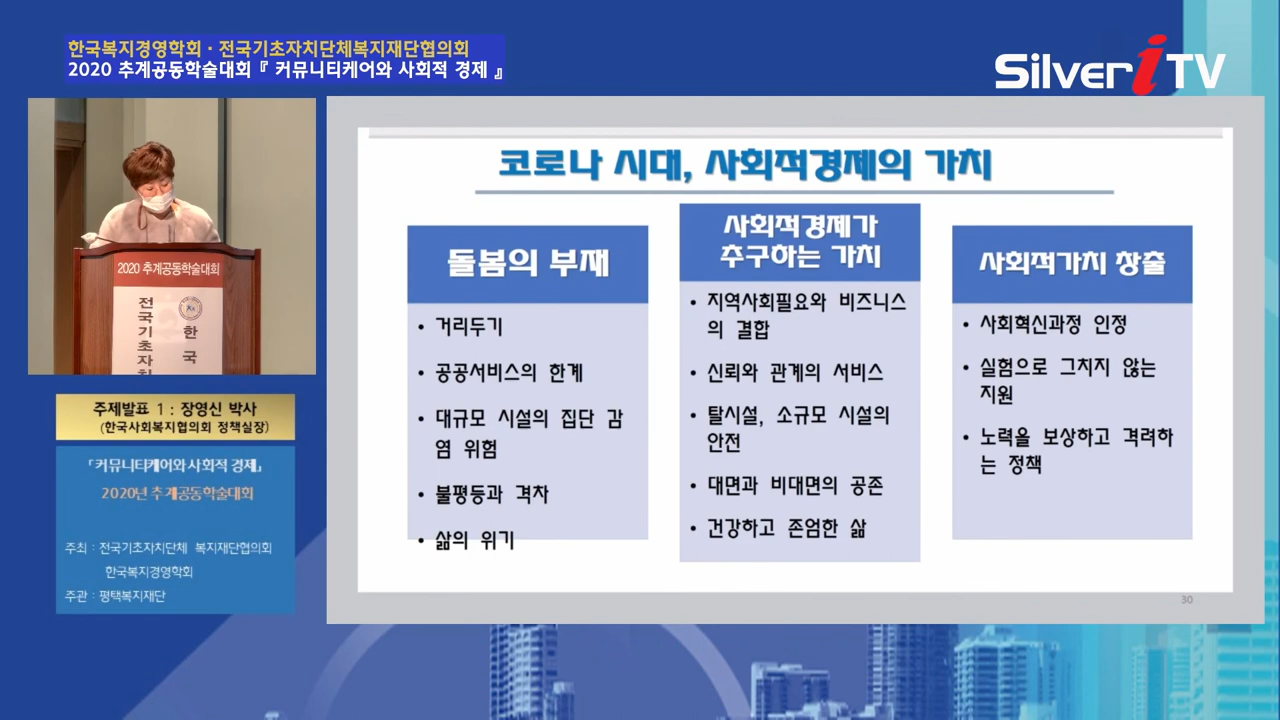 한국복지경영학회 · 전국기초자치단체복지재단협의회
2020 추계공동학술대회 『 커뮤니티케어와 사회적 경제 』
Silver i TV
2020 추계공동학술대회
전국기초자치
한국
주제발표 1 : 장영신 박사
(한국사회복지협의회 정책실장)
『커뮤니티케어와 사회적 경제』
2020년 추계공동학술대회
주최 : 전국기초자치단체 복지재단협의회
한국복지경영학회
주관 : 평택복지재단
코로나 시대, 사회적경제의 가치
돌봄의 부재
• 거리두기
• 공공서비스의 한계
• 대규모 시설의 집단 감
염 위험
• 불평등과 격차
• 삶의 위기
사회적경제가
추구하는 가치
• 지역사회필요와 비즈니스
의 결합
• 신뢰와 관계의 서비스
• 탈시설, 소규모 시설의
안전
• 대면과 비대면의 공존
• 건강하고 존엄한 삶
사회적가치 창출
• 사회혁신과정 인정
• 실험으로 그치지 않는
지원
• 노력을 보상하고 격려하
는 정책
30